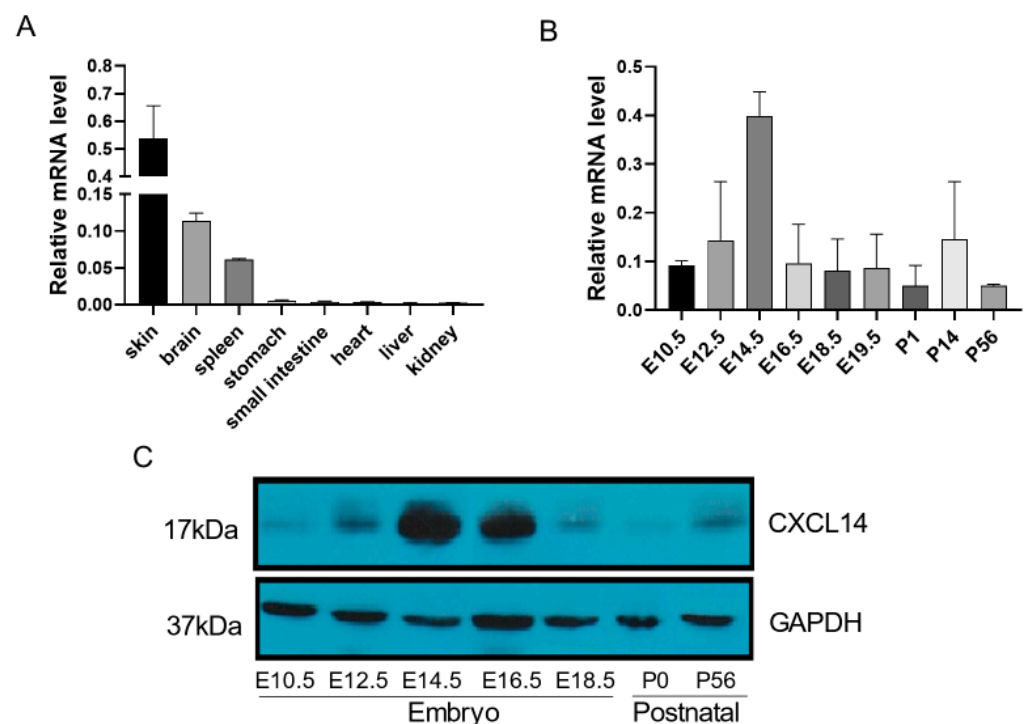 A
Relative mRNA level
0.8
0.7
0.6
0.5
0.4
0.15
0.10
0.05
0.00
skin
brain
spleen
stomach
small intestine
heart
liver
kidney
B
Relative mRNA level
0.5
0.4
0.3
0.2
0.1
0.0
E10.5
E12.5
E14.5
E16.5
E18.5
E19.5
P1
P14
P56
C
17kDa
CXCL14
37kDa
GAPDH
E10.5 E12.5 E14.5 E16.5 E18.5 P0 P56
Embryo Postnatal